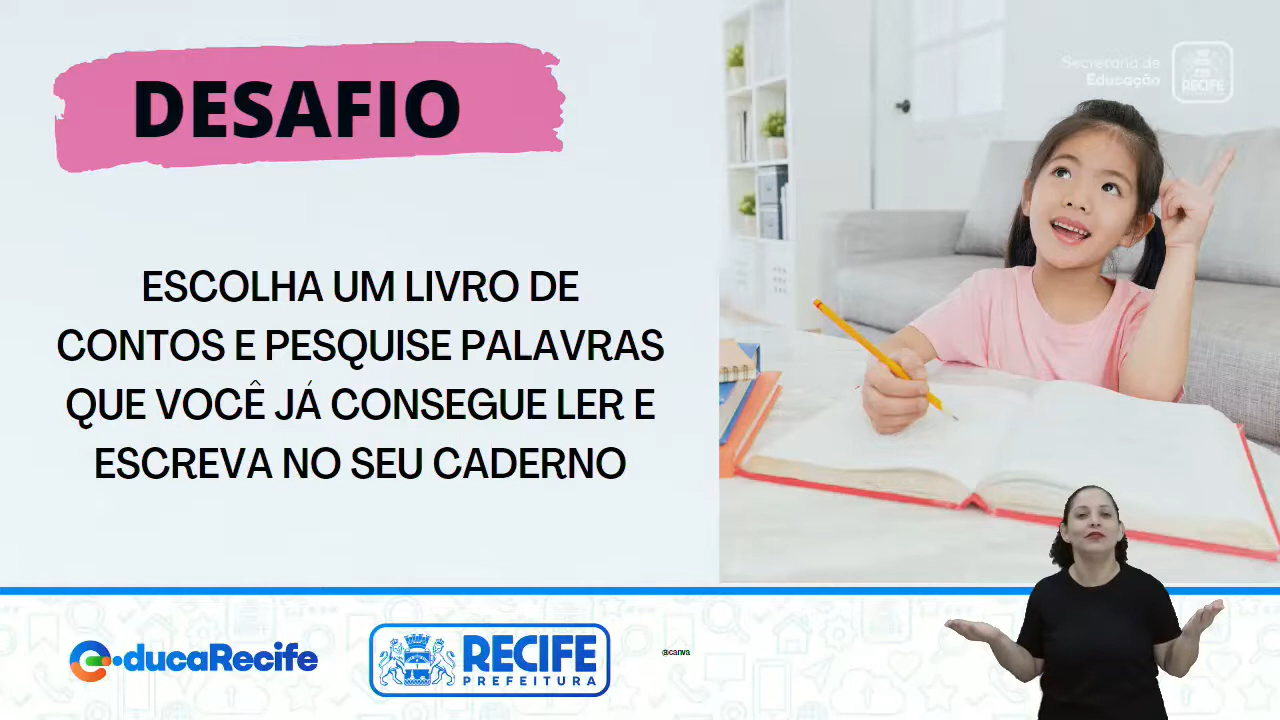 DESAFIO
ESCOLHA UM LIVRO DE
CONTOS E PESQUISE PALAVRAS
QUE VOCÊ JÁ CONSEGUE LER E
ESCREVA NO SEU CADERNO
Secretaria de
Educação
RECIFE
ducaRecife
RECIFE
PREFEITURA
@canva